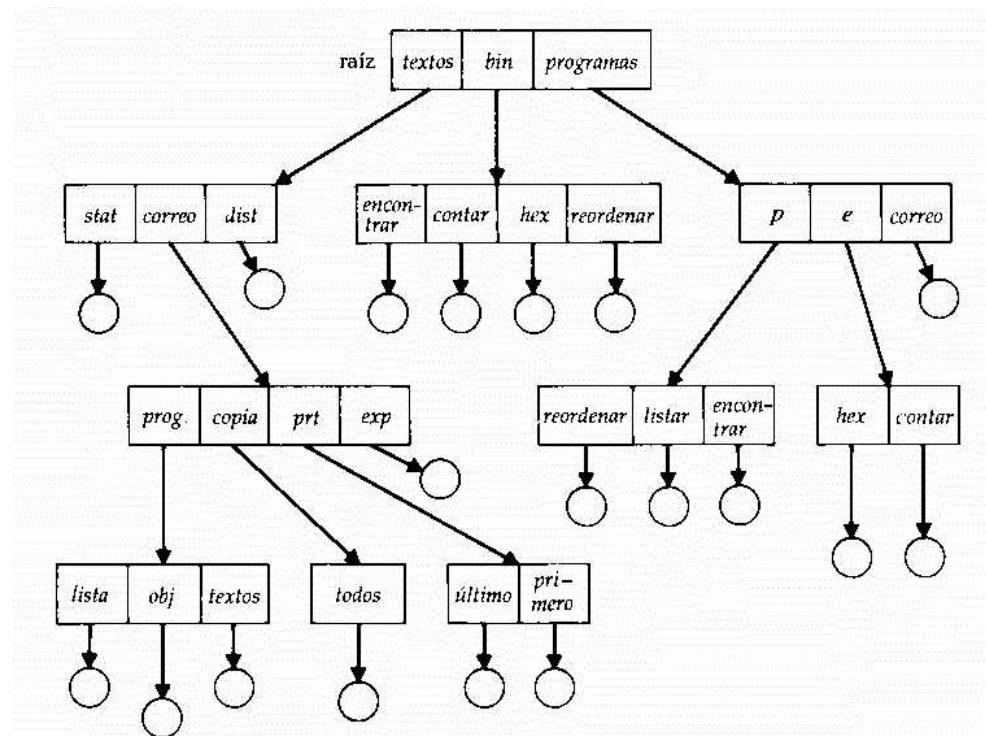 raíz textos bin programas
stat correo dist
encon-
trar contar hex reordenar
p e correo
prog. copia prt exp
reordenar listar encon-
trar
hex contar
lista obj textos
todos
último pri-
mero